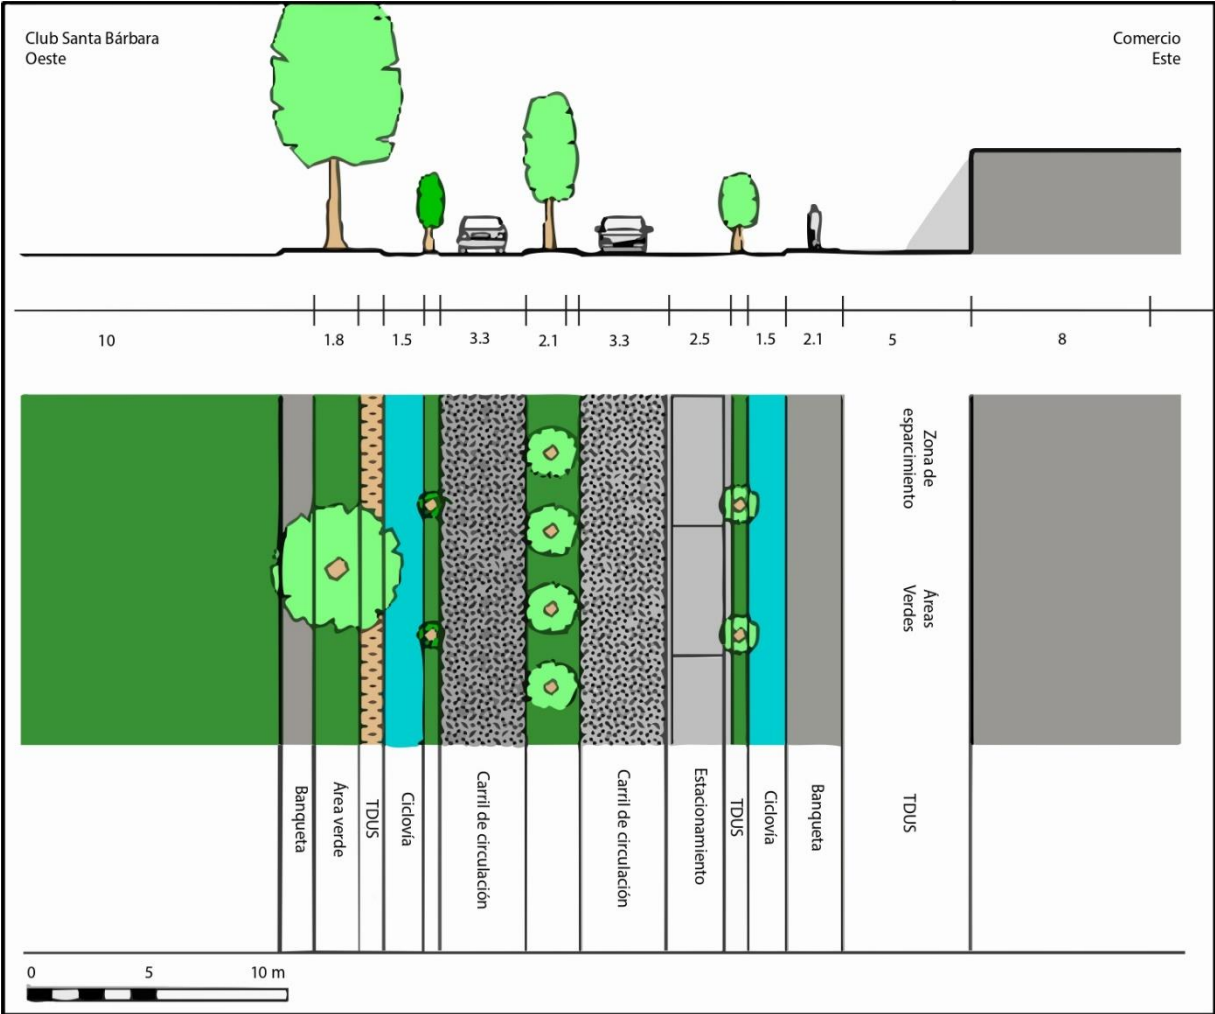 Club Santa Bárbara
Oeste
Comercio
Este
10 1.8 1.5 3.3 2.1 3.3 2.5 1.5 2.1 5 8
Zona de
esparcimiento
Áreas
Verdes
Banqueta
Área verde
TDUS
Ciclovía
Carril de circulación
Carril de circulación
Estacionamiento
TDUS
Ciclovía
Banqueta
TDUS
0 5 10 m